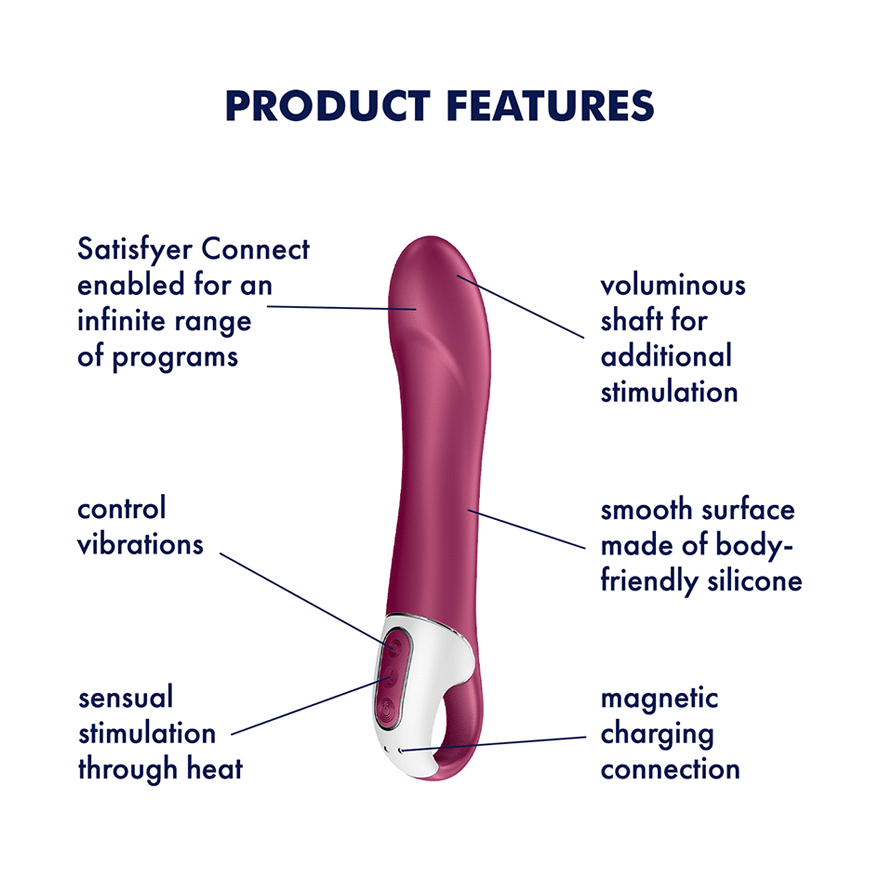 PRODUCT FEATURES
Satisfyer Connect
enabled for an
infinite range
of programs
voluminous
shaft for
additional
stimulation
control
vibrations
smooth surface
made of body-
friendly silicone
sensual
stimulation
through heat
magnetic
charging
connection